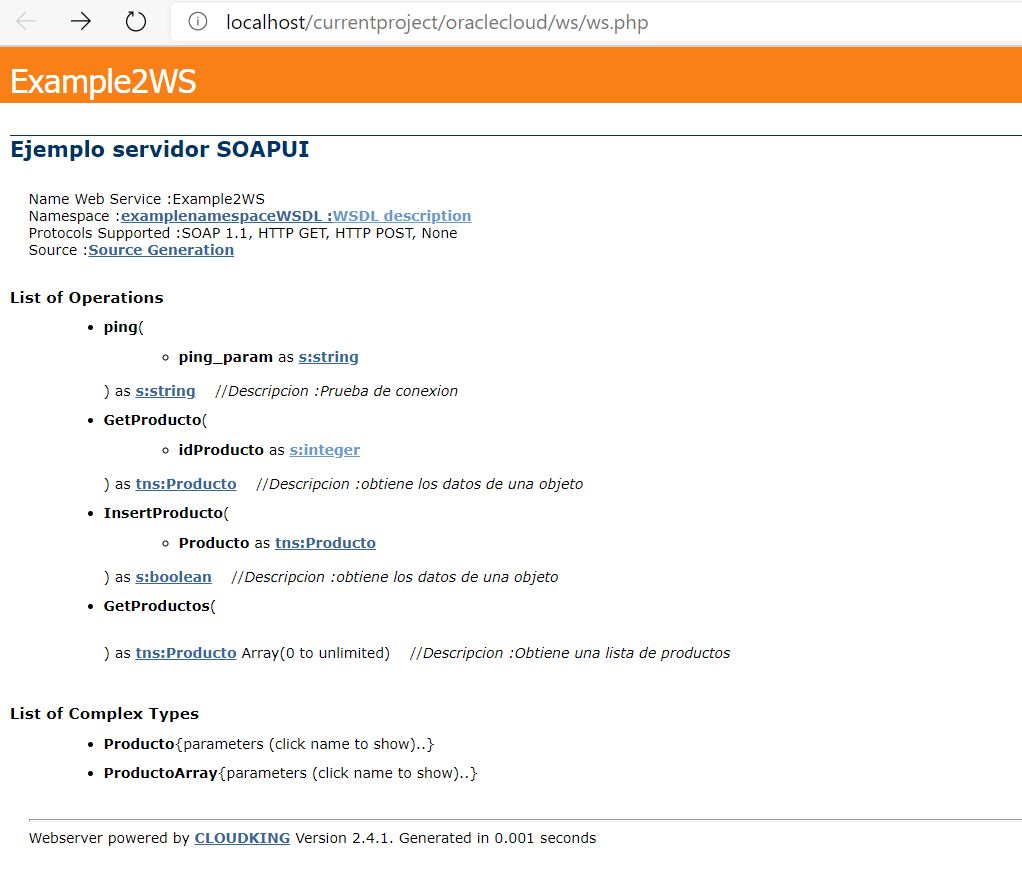 localhost/currentproject/oraclecloud/ws/ws.php
Example2WS
Ejemplo servidor SOAPUI
Name Web Service :Example2WS
Namespace :examplenamespaceWSDL :WSDL description
Protocols Supported :SOAP 1.1, HTTP GET, HTTP POST, None
Source :Source Generation
List of Operations
ping(
ping_param as s:string
) as s:string //Descripcion :Prueba de conexion
GetProducto(
idProducto as s:integer
) as tns:Producto //Descripcion :obtiene los datos de una objeto
InsertProducto(
Producto as tns:Producto
) as s:boolean //Descripcion :obtiene los datos de una objeto
GetProductos(
) as tns:Producto Array(0 to unlimited) //Descripcion :Obtiene una lista de productos
List of Complex Types
Producto{parameters (click name to show)..}
ProductoArray{parameters (click name to show)..}
Webserver powered by CLOUDKING Version 2.4.1. Generated in 0.001 seconds